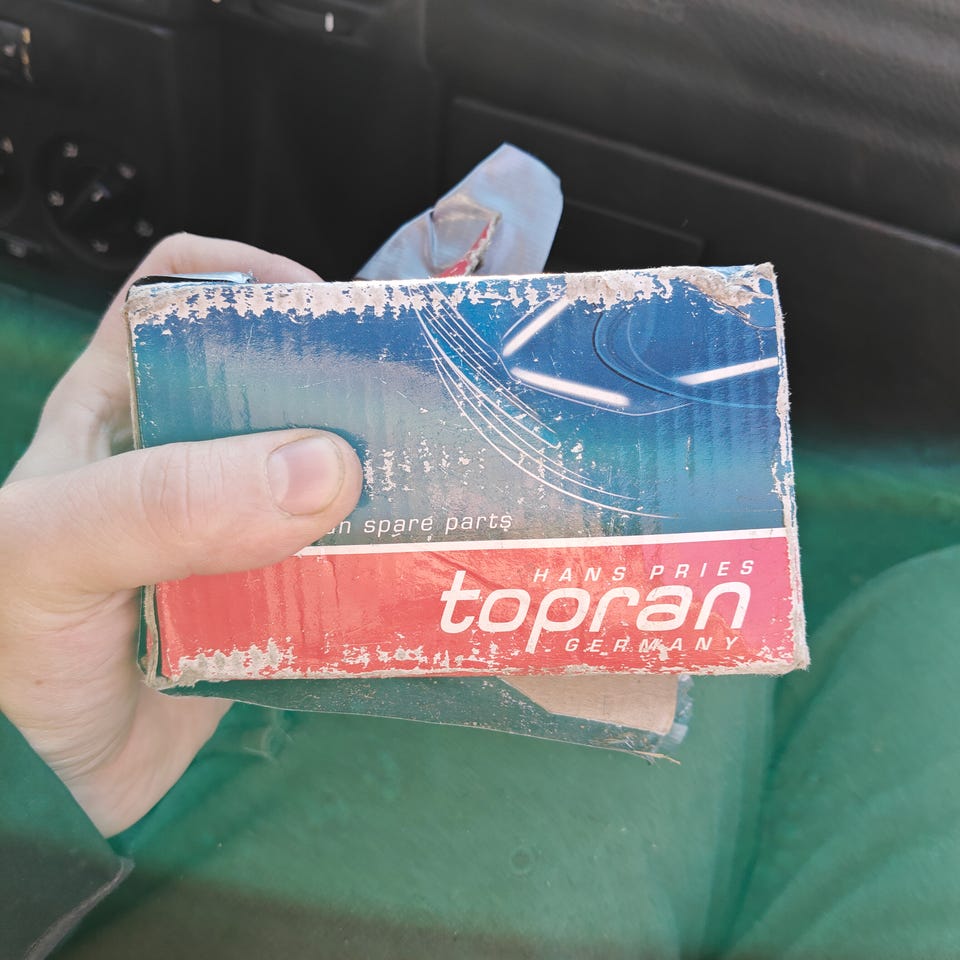 spare parts
HANS PRIES
topran
GERMANY